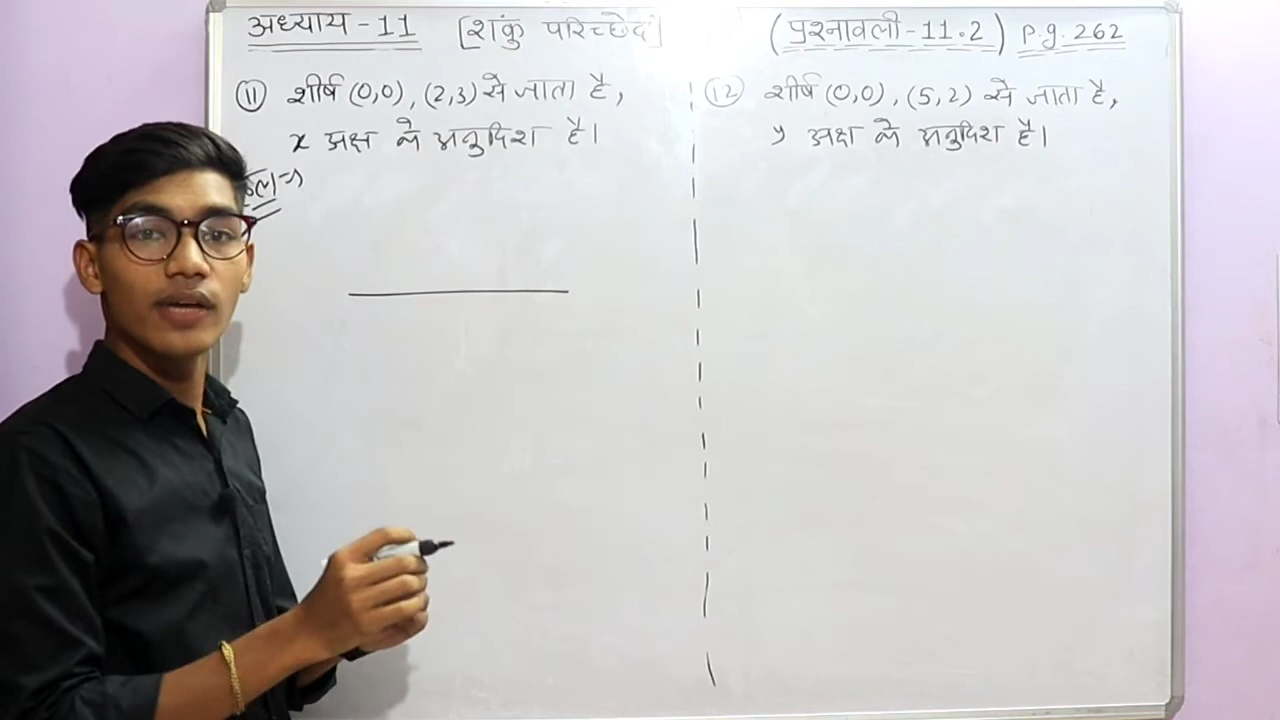 अध्याय - 11 [शंकु परिच्छेद] (प्रश्नावली - 11.2) P.g. 262
(11) शीर्ष (0,0), (2,3) से जाता है,
x अक्ष के अनुदिश है।
हल ⇒
(12) शीर्ष (0,0), (5,2) से जाता है,
y अक्ष के अनुदिश है।